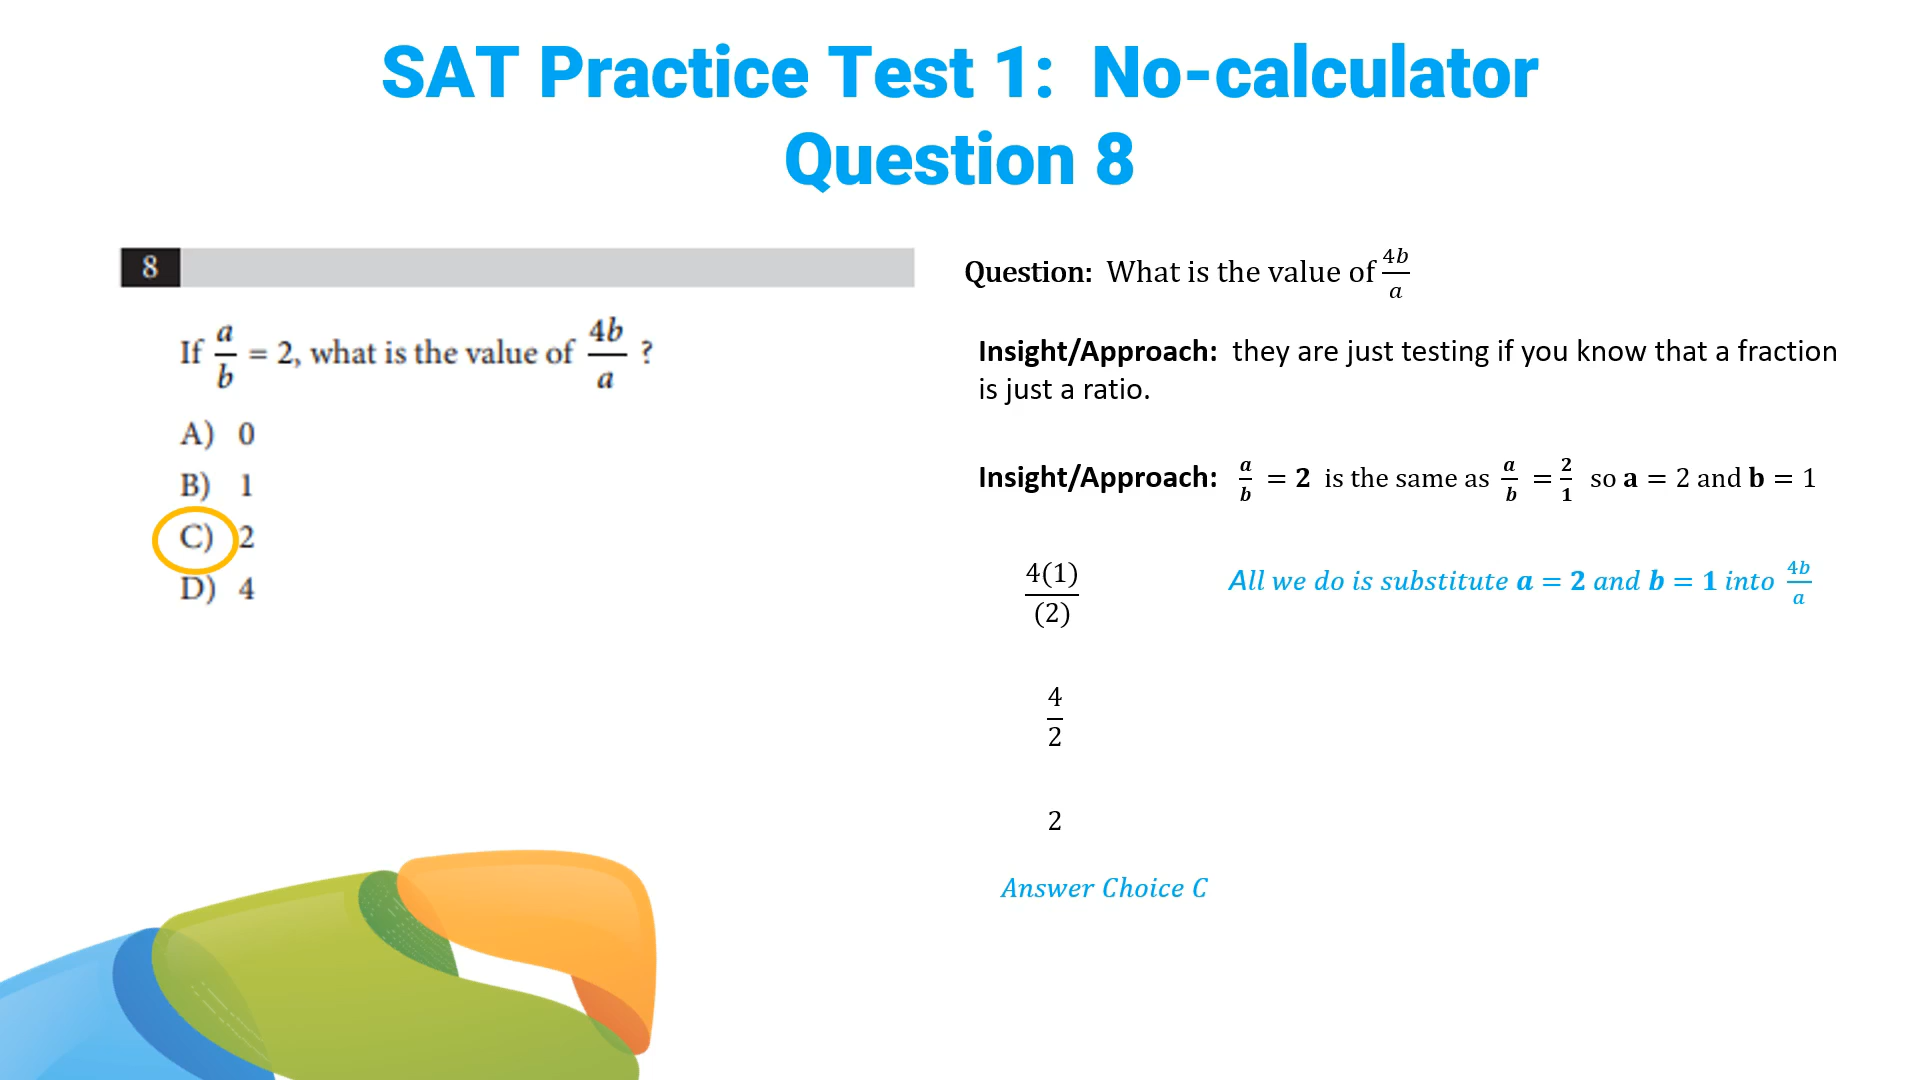 SAT Practice Test 1:  No-calculator
Question 8
8
If a/b = 2, what is the value of 4b/a ?
A) 0
B) 1
C) 2
D) 4
Question: What is the value of 4b/a
Insight/Approach: they are just testing if you know that a fraction
is just a ratio.
Insight/Approach: a/b = 2 is the same as a/b = 2/1 so a = 2 and b = 1
4(1)/(2)
All we do is substitute a = 2 and b = 1 into 4b/a
4/2
2
Answer Choice C